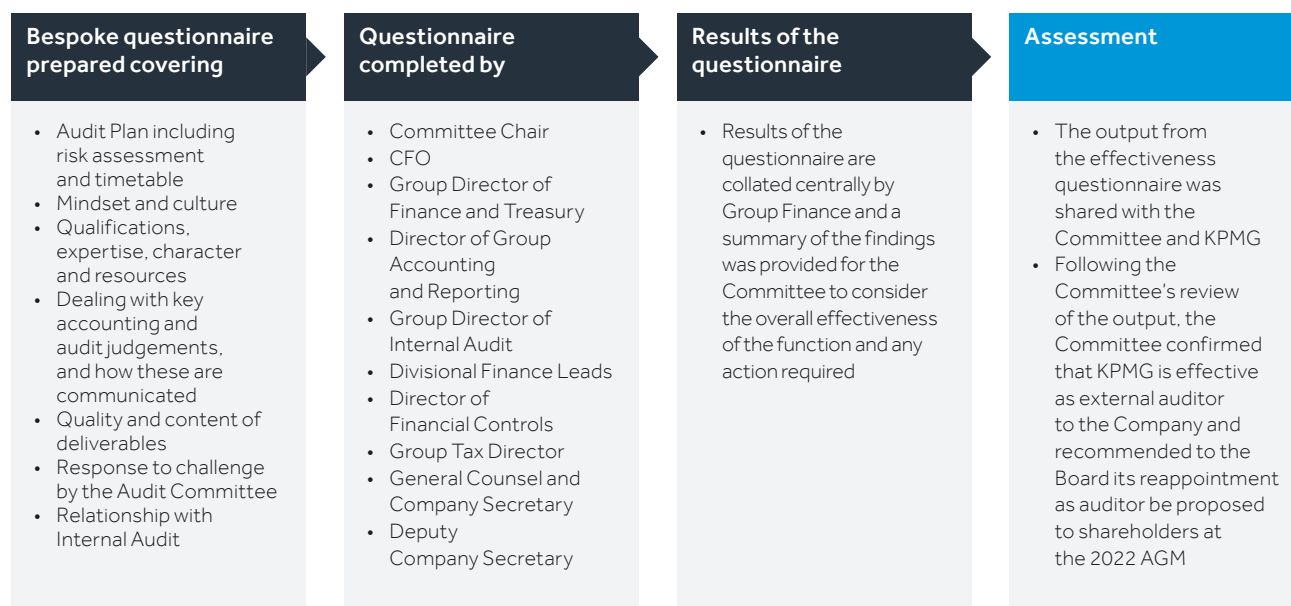 Bespoke questionnaire
prepared covering
• Audit Plan including
risk assessment
and timetable
• Mindset and culture
• Qualifications,
expertise, character
and resources
• Dealing with key
accounting and
audit judgements,
and how these are
communicated
• Quality and content of
deliverables
• Response to challenge
by the Audit Committee
• Relationship with
Internal Audit
Questionnaire
completed by
• Committee Chair
• CFO
• Group Director of
Finance and Treasury
• Director of Group
Accounting
and Reporting
• Group Director of
Internal Audit
• Divisional Finance Leads
• Director of
Financial Controls
• Group Tax Director
• General Counsel and
Company Secretary
• Deputy
Company Secretary
Results of the
questionnaire
• Results of the
questionnaire are
collated centrally by
Group Finance and a
summary of the findings
was provided for the
Committee to consider
the overall effectiveness
of the function and any
action required
Assessment
• The output from
the effectiveness
questionnaire was
shared with the
Committee and KPMG
• Following the
Committee's review
of the output, the
Committee confirmed
that KPMG is effective
as external auditor
to the Company and
recommended to the
Board its reappointment
as auditor be proposed
to shareholders at
the 2022 AGM